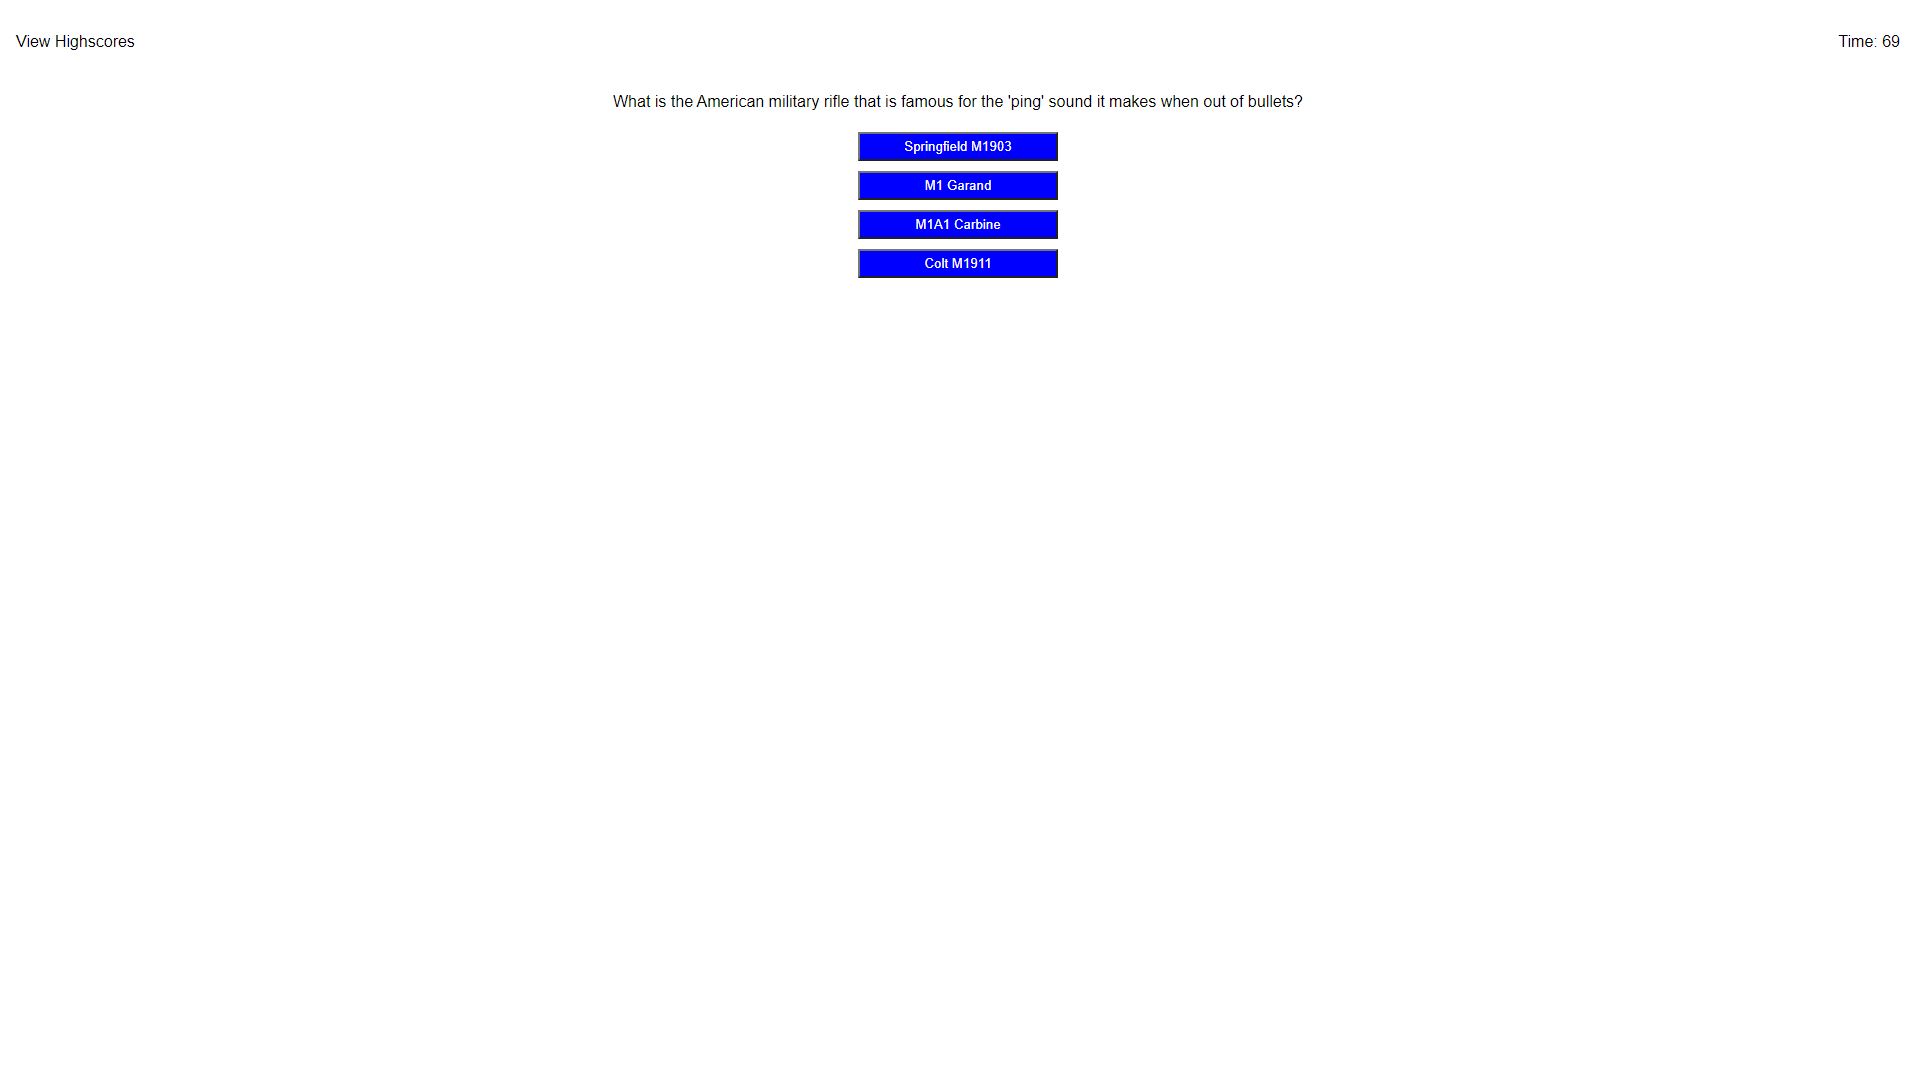 View Highscores
Time: 69
What is the American military rifle that is famous for the 'ping' sound it makes when out of bullets?
Springfield M1903
M1 Garand
M1A1 Carbine
Colt M1911